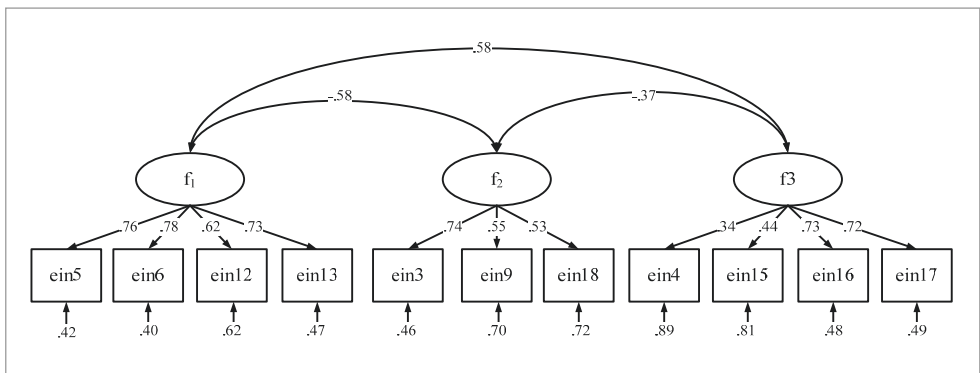 .58
-.58 -.37
f1 f2 f3
.76 .78 .62 .73 .74 .55 .53 .34 .44 .73 .72
ein5 ein6 ein12 ein13 ein3 ein9 ein18 ein4 ein15 ein16 ein17
.42 .40 .62 .47 .46 .70 .72 .89 .81 .48 .49